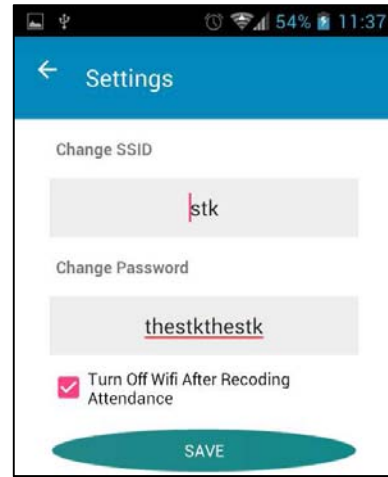 54% 11:37
Settings
Change SSID
stk
Change Password
thestkthestk
Turn Off Wifi After Recoding
Attendance
SAVE